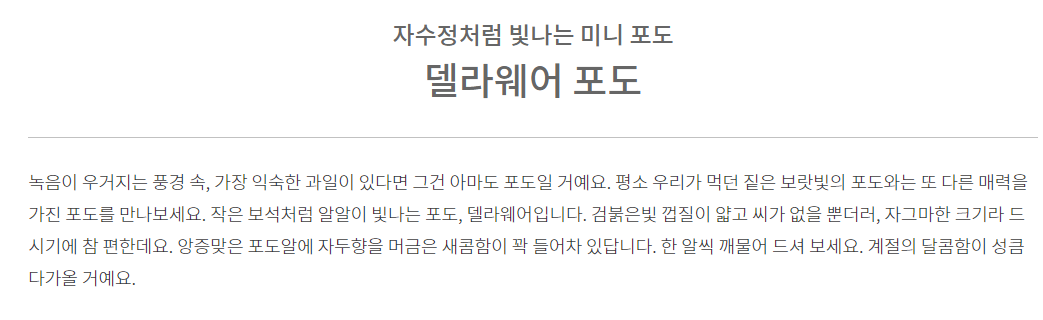 자수정처럼 빛나는 미니 포도
델라웨어 포도
녹음이 우거지는 풍경 속, 가장 익숙한 과일이 있다면 그건 아마도 포도일 거예요. 평소 우리가 먹던 짙은 보랏빛의 포도와는 또 다른 매력을
가진 포도를 만나보세요. 작은 보석처럼 알알이 빛나는 포도, 델라웨어입니다. 검붉은빛 껍질이 얇고 씨가 없을 뿐더러, 자그마한 크기라 드
시기에 참 편한데요. 앙증맞은 포도알에 자두향을 머금은 새콤함이 꽉 들어차 있답니다. 한 알씩 깨물어 드셔 보세요. 계절의 달콤함이 성큼
다가올 거예요.